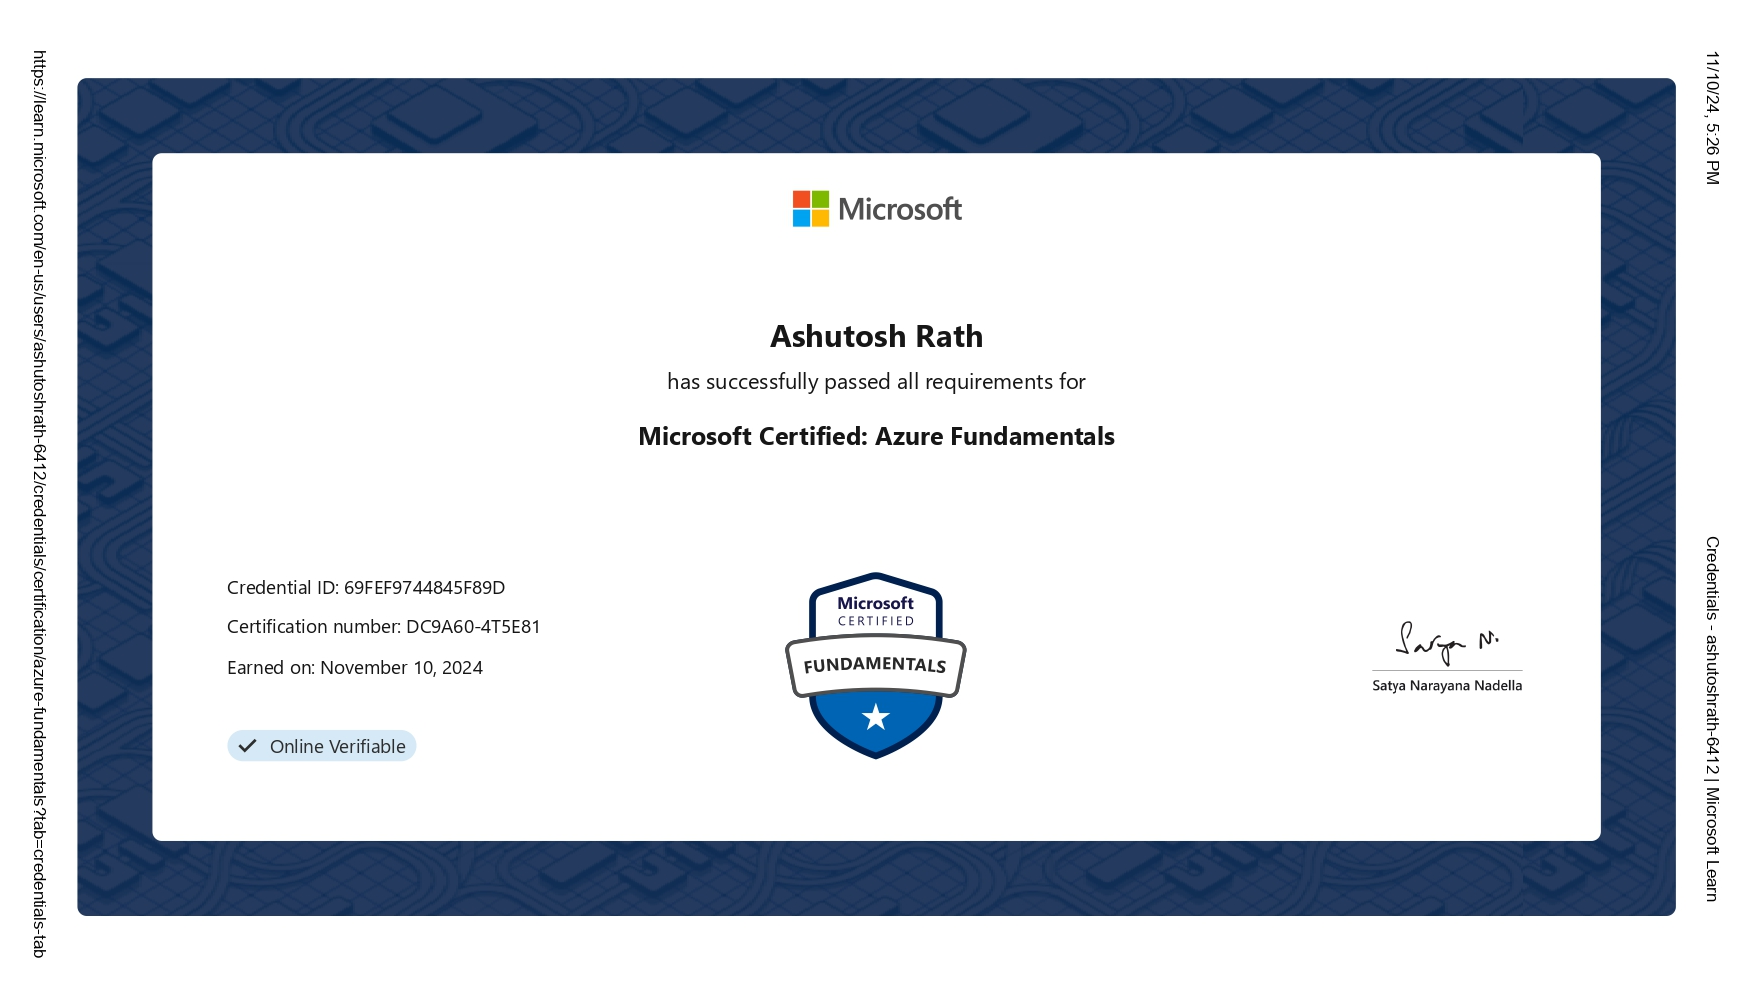 11/10/24, 5:26 PM
Credentials - ashutoshrath-6412 | Microsoft Learn
Microsoft
Ashutosh Rath
has successfully passed all requirements for
Microsoft Certified: Azure Fundamentals
Credential ID: 69FEF9744845F89D
Certification number: DC9A60-4T5E81
Earned on: November 10, 2024
Online Verifiable
Microsoft
CERTIFIED
FUNDAMENTALS
Satya N.
Satya Narayana Nadella
https://learn.microsoft.com/en-us/users/ashutoshrath-6412/credentials/certification/azure-fundamentals?tab=credentials-tab